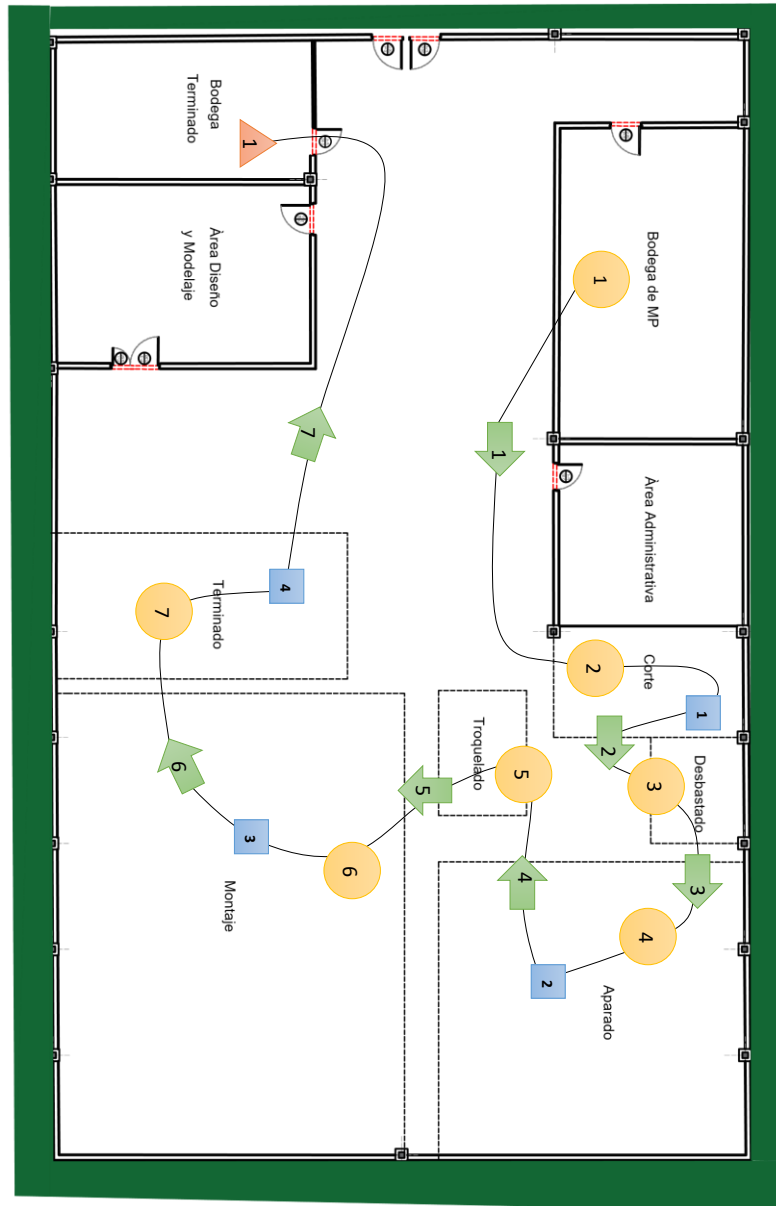 Bodega de MP
1
1
Àrea Administrativa
Corte
2
1
2
Desbastado
3
3
4
Aparado
2
4
Troquelado
5
5
6
Montaje
3
6
Terminado
7
4
7
Bodega
Terminado
1
Àrea Diseño
y Modelaje